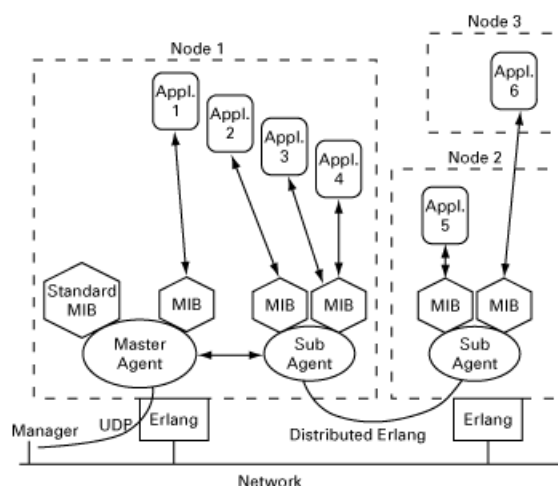 Node 3
Node 1
Appl.
6
Appl.
1
Appl.
2
Appl.
3
Appl.
4
Node 2
Appl.
5
Standard
MIB
MIB
MIB
MIB
MIB
MIB
Master
Agent
Sub
Agent
Sub
Agent
Manager
UDP
Erlang
Distributed Erlang
Erlang
Network